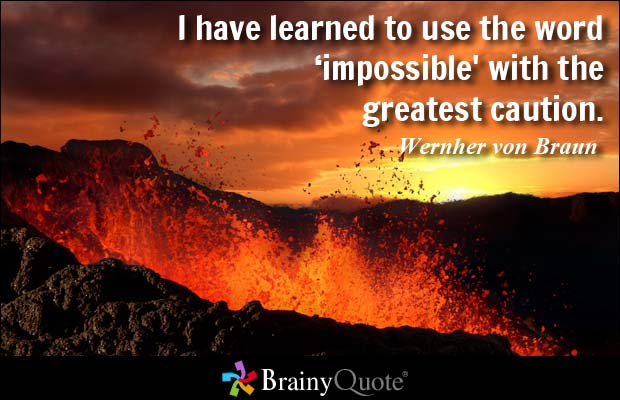 I have learned to use the word
‘impossible' with the
greatest caution.
Wernher von Braun
BrainyQuote®